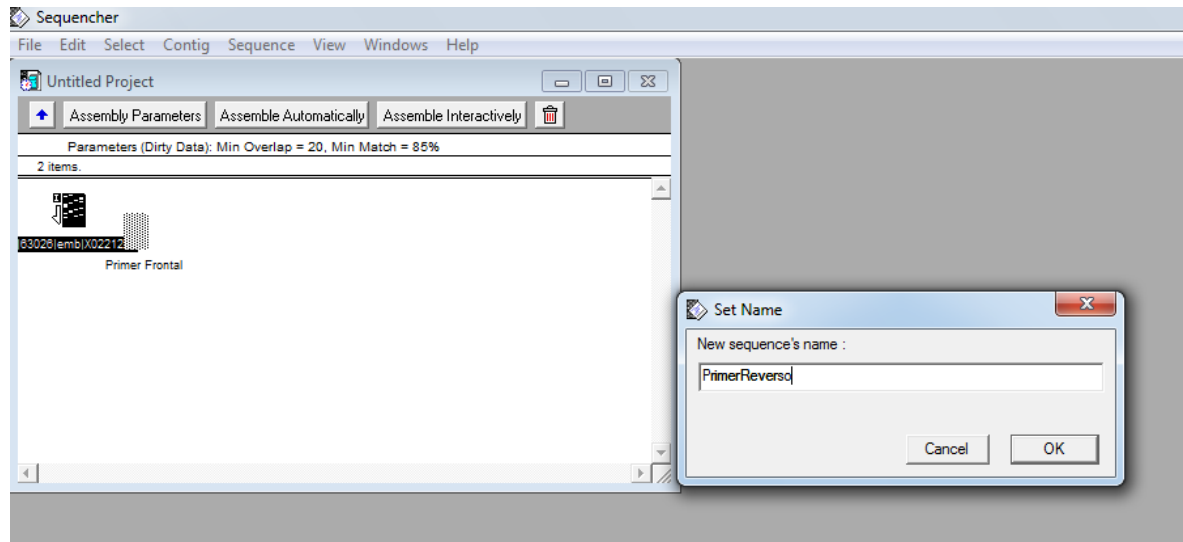 Sequencher
File Edit Select Contig Sequence View Windows Help
Untitled Project
Assembly Parameters Assemble Automatically Assemble Interactively
Parameters (Dirty Data): Min Overlap = 20, Min Match = 85%
2 items.
|63026|emb|X02212
Primer Frontal
Set Name
New sequence's name :
PrimerReverso
Cancel OK